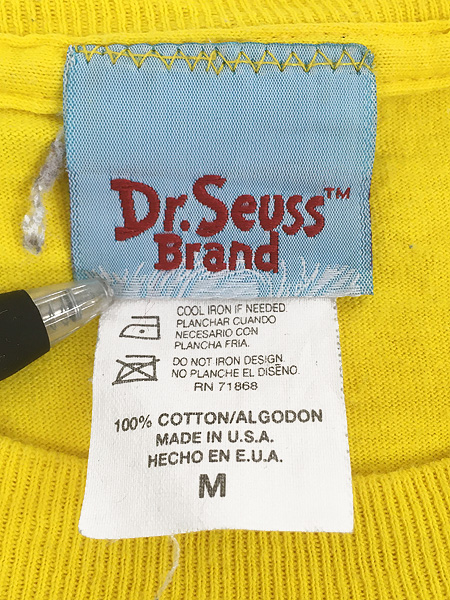 Dr. Seuss™
Brand
COOL IRON IF NEEDED
PLANCHAR CUANDO
NECESARIO CON
PLANCHA FRIA.
DO NOT IRON DESIGN.
NO PLANCHE EL DISEÑO.
RN 71868
100% COTTON/ALGODON
MADE IN U.S.A.
HECHO EN E.U.A.
M